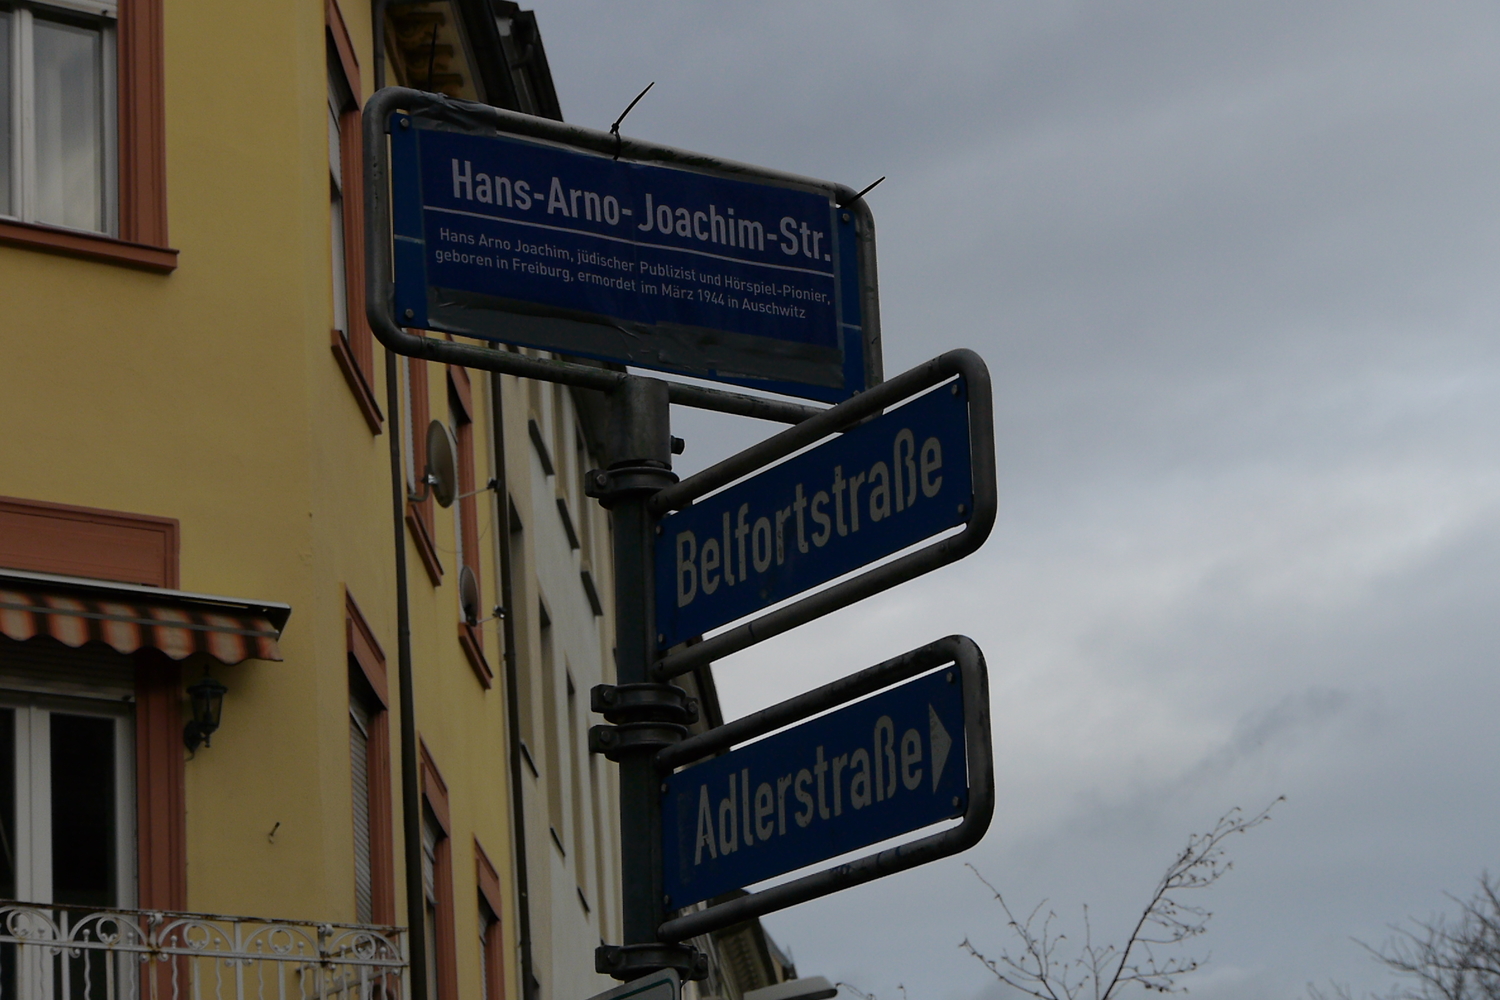 Hans-Arno-Joachim-Str.
Hans Arno Joachim, jüdischer Publizist und Hörspiel-Pionier,
geboren in Freiburg, ermordet im März 1944 in Auschwitz
Belfortstraße
Adlerstraße